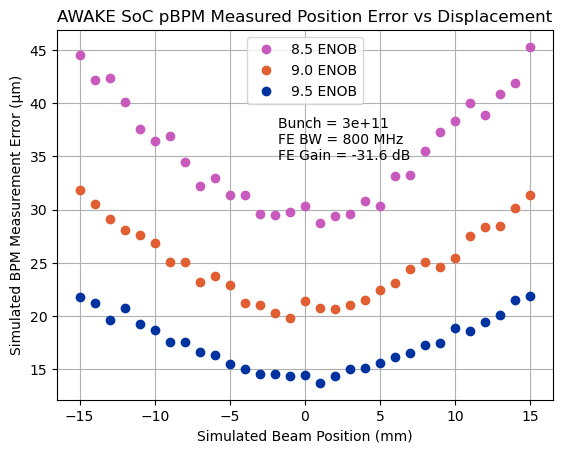 AWAKE SoC pBPM Measured Position Error vs Displacement
Simulated BPM Measurement Error (μm)
45
40
35
30
25
20
15
8.5 ENOB
9.0 ENOB
9.5 ENOB
Bunch = 3e+11
FE BW = 800 MHz
FE Gain = -31.6 dB
−15 −10 −5 0 5 10 15
Simulated Beam Position (mm)